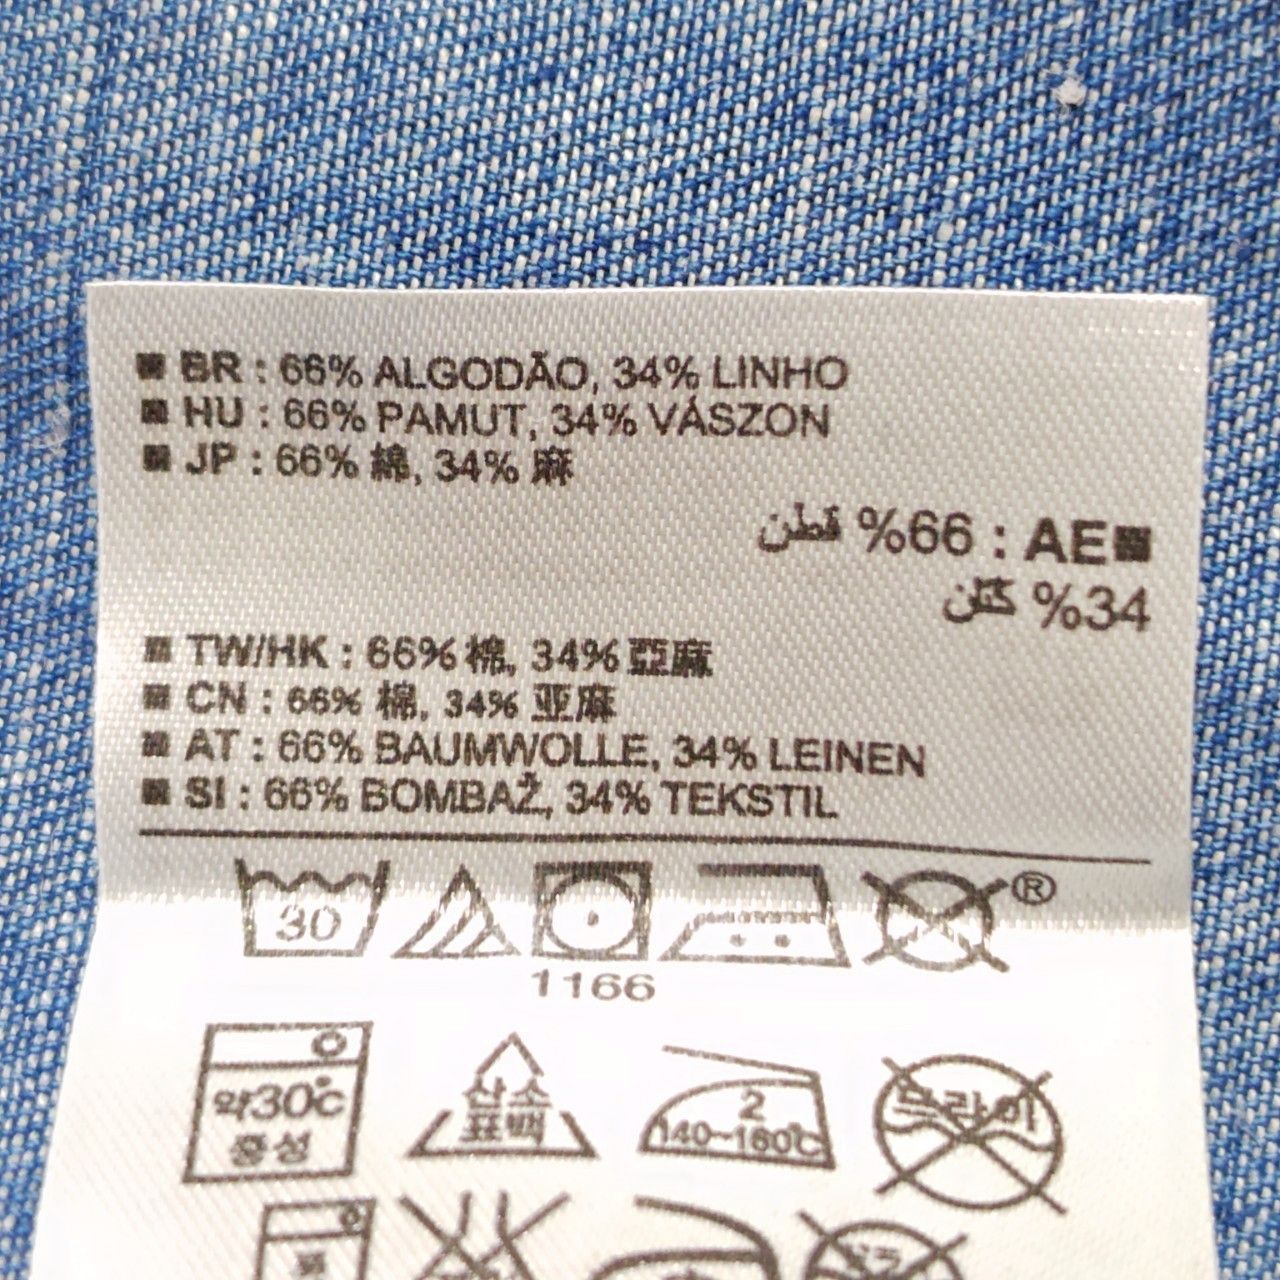 ■ BR : 66% ALGODÃO, 34% LINHO
■ HU : 66% PAMUT, 34% VÁSZON
■ JP : 66% 綿, 34% 麻
■AE : %66 قطن
%34 كتان
■ TW/HK : 66% 棉, 34% 亞麻
■ CN : 66% 棉, 34% 亚麻
■ AT : 66% BAUMWOLLE, 34% LEINEN
■ SI : 66% BOMBAŽ, 34% TEKSTIL
30
®
1166
약30℃
중성
산소
표백
2
140~160℃
드라이